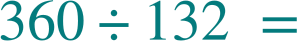 360 ÷ 132 =